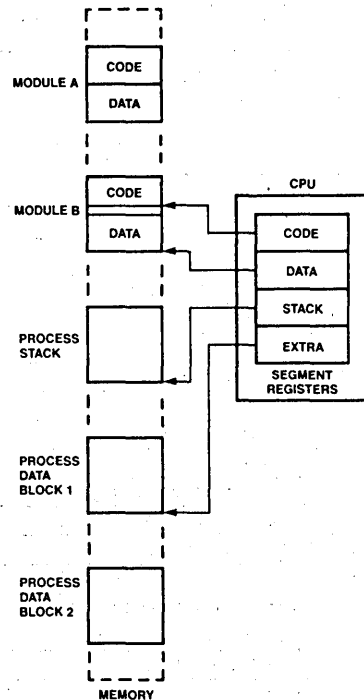 CODE
MODULE A
DATA
CODE
MODULE B
DATA
CPU
CODE
DATA
STACK
EXTRA
SEGMENT
REGISTERS
PROCESS
STACK
PROCESS
DATA
BLOCK 1
PROCESS
DATA
BLOCK 2
MEMORY